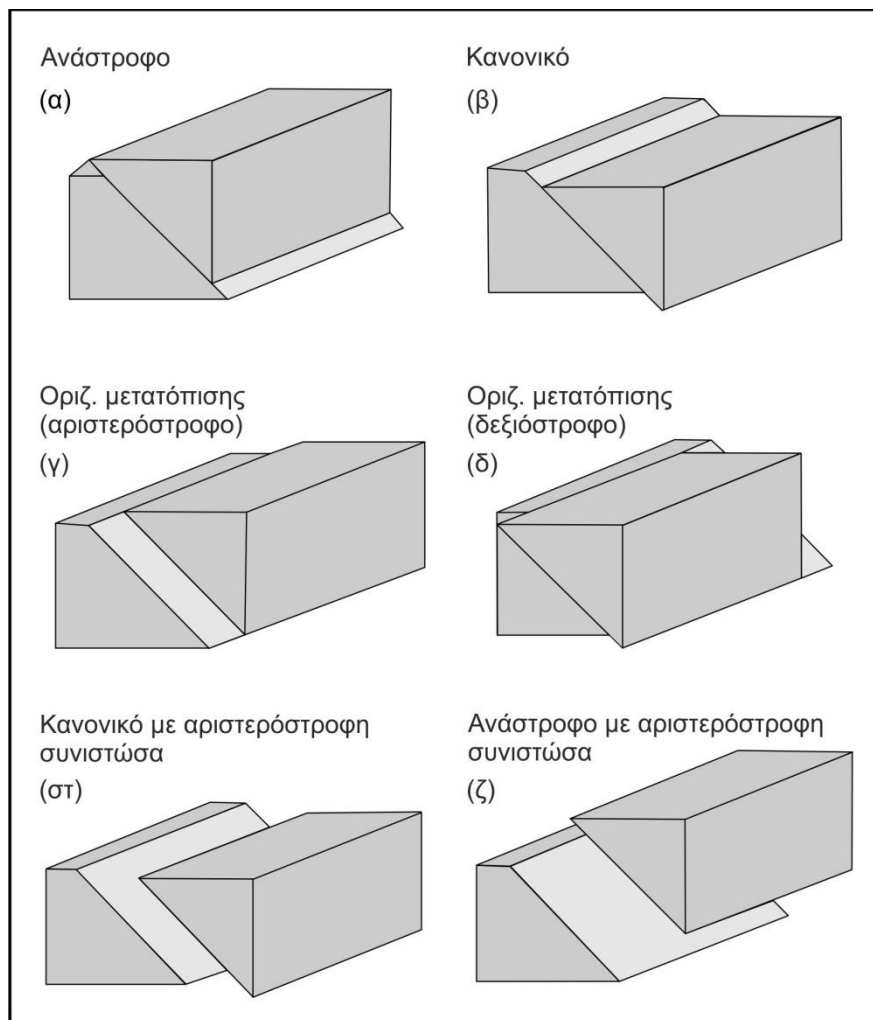 Ανάστροφο
(α)
Κανονικό
(β)
Οριζ. μετατόπισης
(αριστερόστροφο)
(γ)
Οριζ. μετατόπισης
(δεξιόστροφο)
(δ)
Κανονικό με αριστερόστροφη
συνιστώσα
(στ)
Ανάστροφο με αριστερόστροφη
συνιστώσα
(ζ)